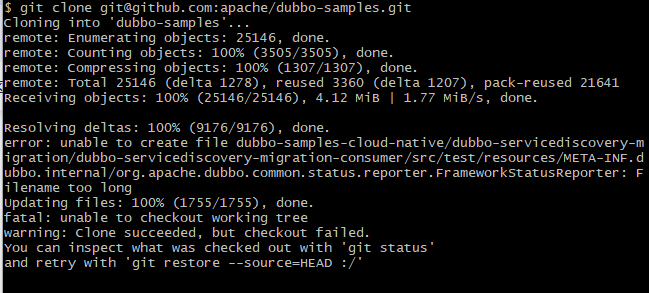 $ git clone git@github.com:apache/dubbo-samples.git
Cloning into 'dubbo-samples'...
remote: Enumerating objects: 25146, done.
remote: Counting objects: 100% (3505/3505), done.
remote: Compressing objects: 100% (1307/1307), done.
remote: Total 25146 (delta 1278), reused 3360 (delta 1207), pack-reused 21641
Receiving objects: 100% (25146/25146), 4.12 MiB | 1.77 MiB/s, done.
Resolving deltas: 100% (9176/9176), done.
error: unable to create file dubbo-samples-cloud-native/dubbo-servicediscovery-m
igration/dubbo-servicediscovery-migration-consumer/src/test/resources/META-INF.d
ubbo.internal/org.apache.dubbo.common.status.reporter.FrameworkStatusReporter: F
ilename too long
Updating files: 100% (1755/1755), done.
fatal: unable to checkout working tree
warning: Clone succeeded, but checkout failed.
You can inspect what was checked out with 'git status'
and retry with 'git restore --source=HEAD :/'